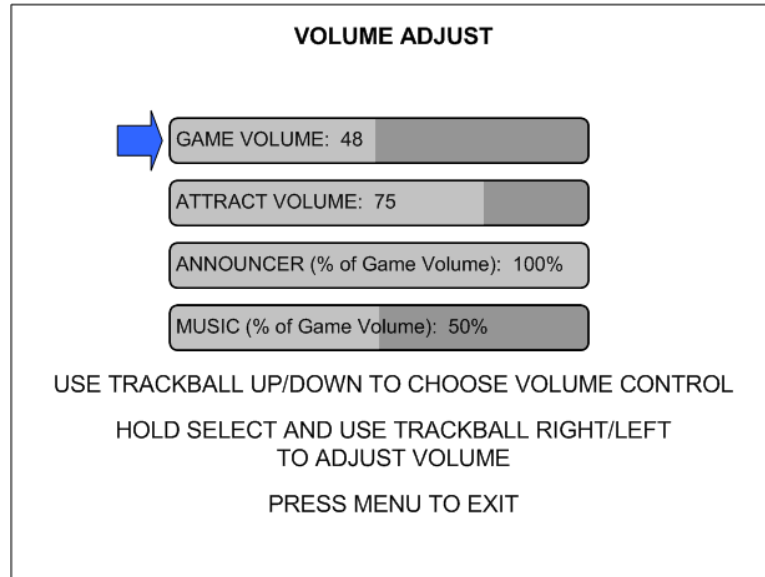 VOLUME ADJUST
GAME VOLUME: 48
ATTRACT VOLUME: 75
ANNOUNCER (% of Game Volume): 100%
MUSIC (% of Game Volume): 50%
USE TRACKBALL UP/DOWN TO CHOOSE VOLUME CONTROL
HOLD SELECT AND USE TRACKBALL RIGHT/LEFT
TO ADJUST VOLUME
PRESS MENU TO EXIT